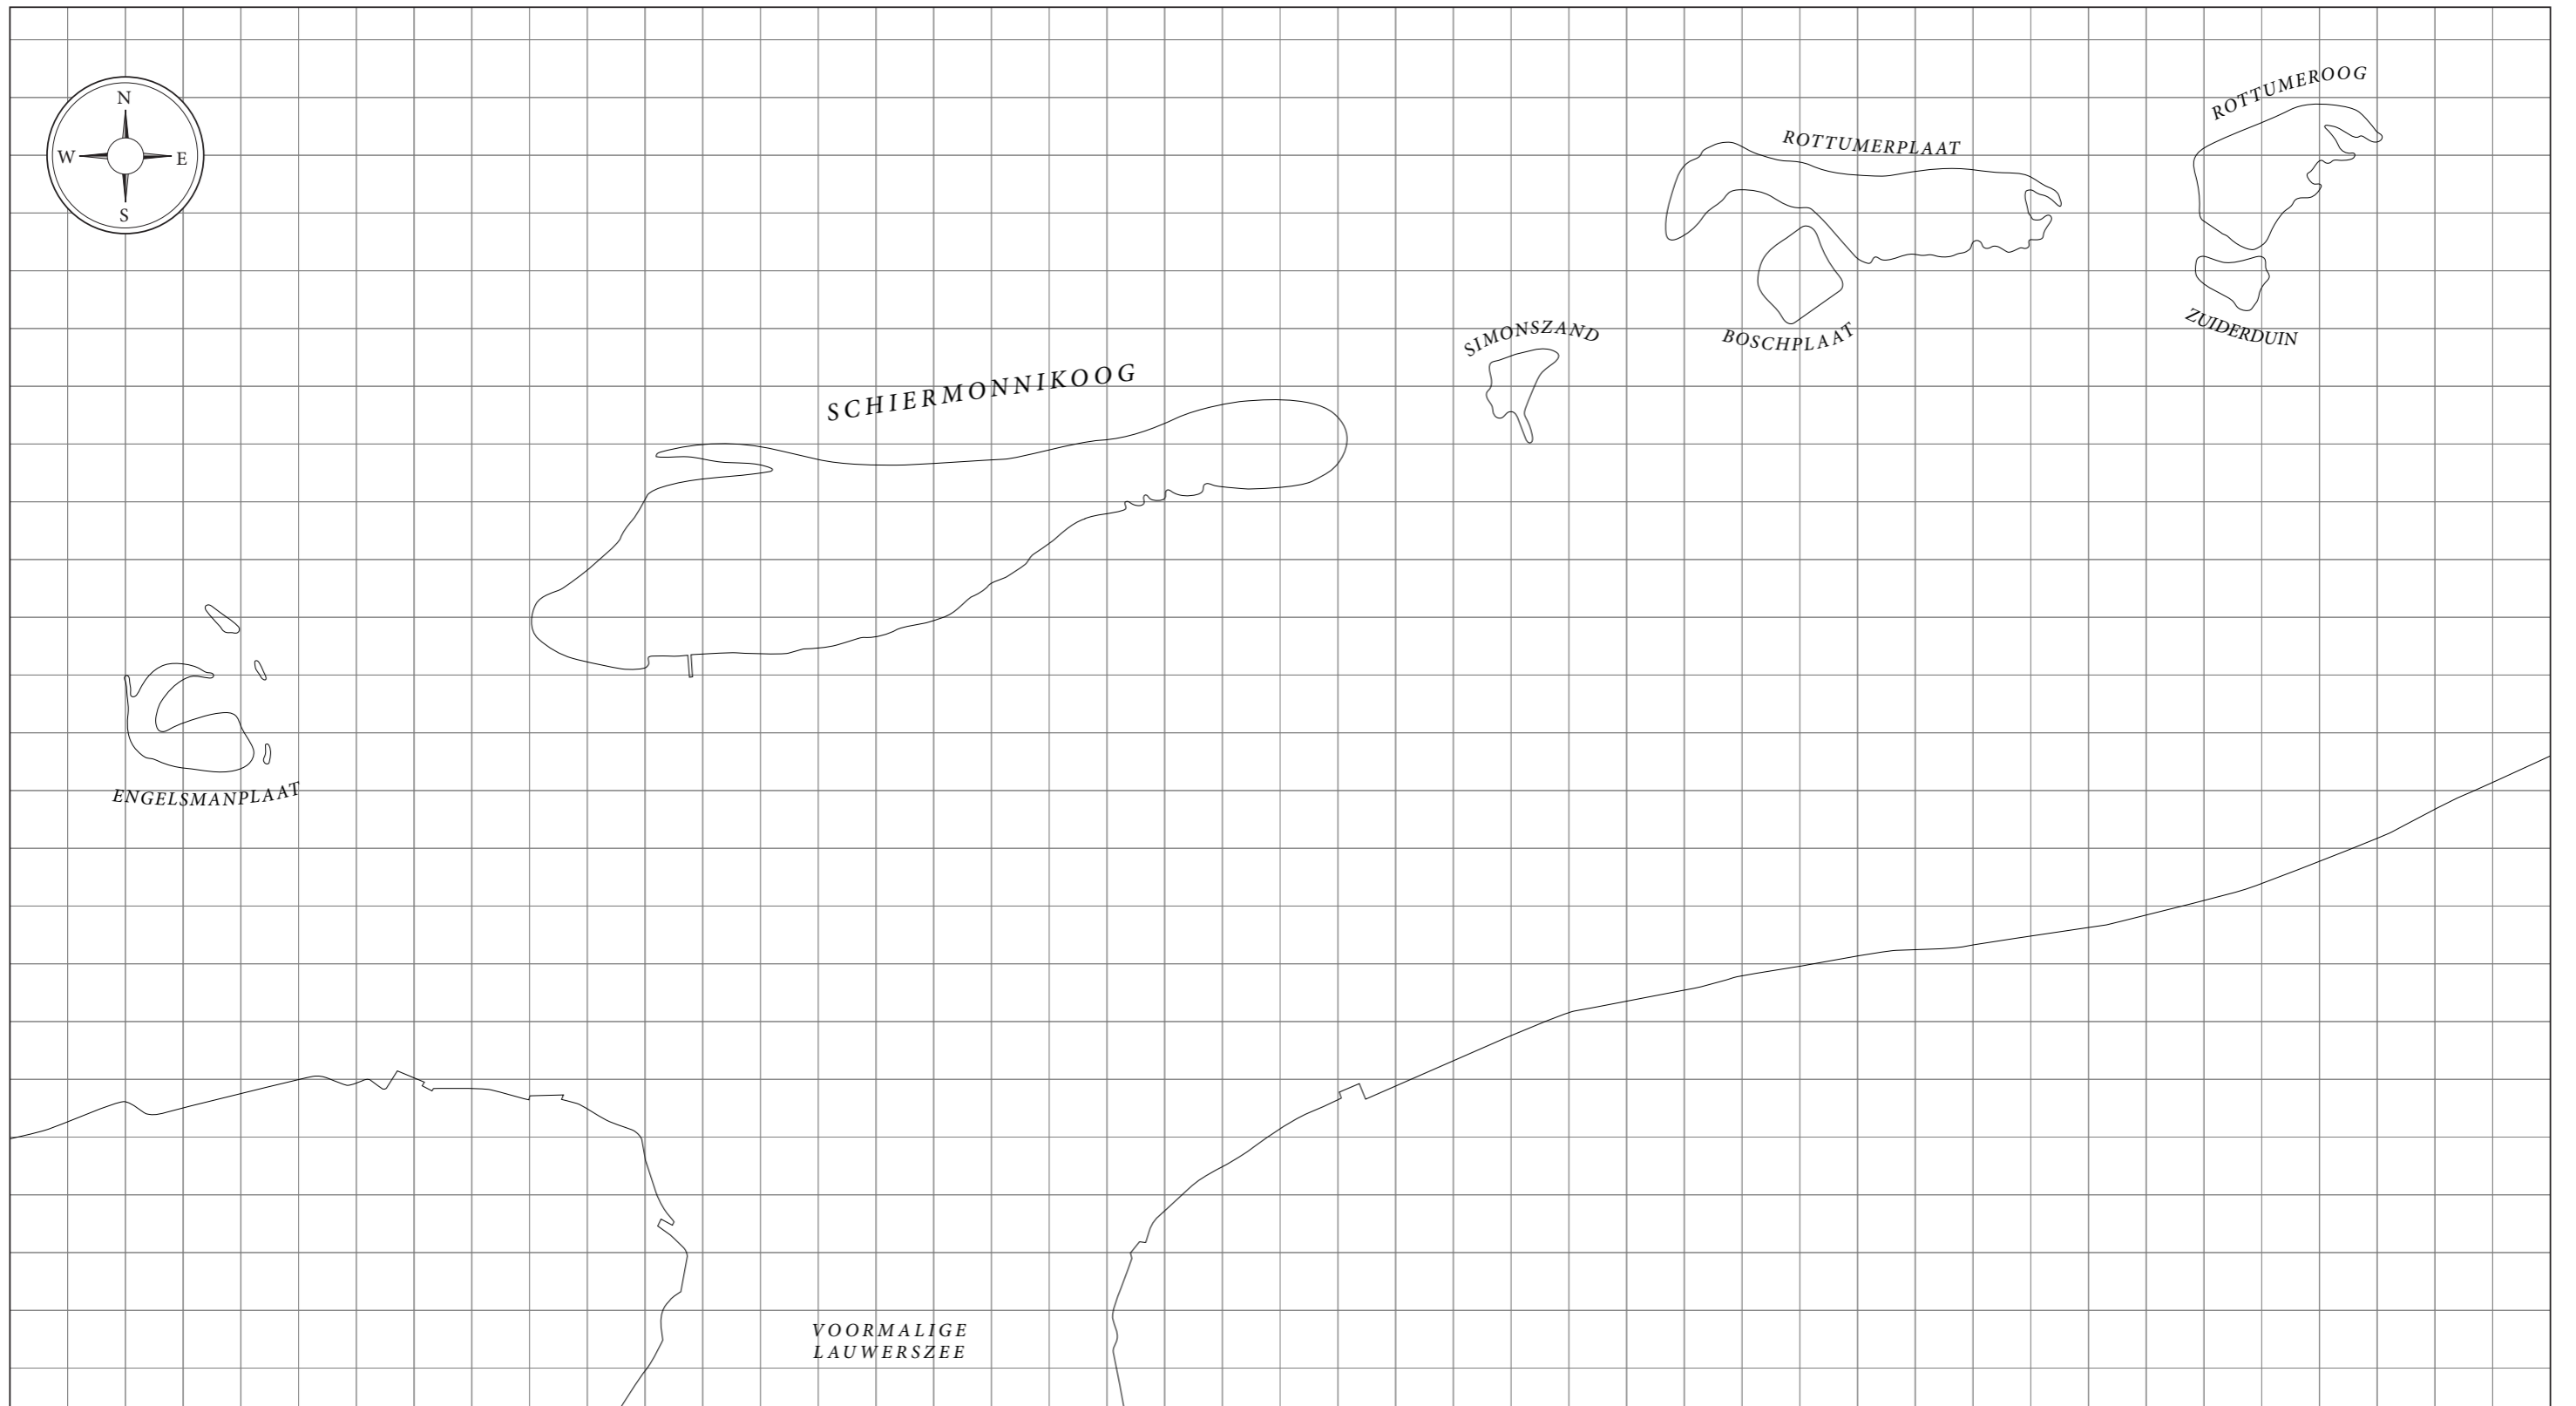 N
W E
S
ROTTUMEROOG
ROTTUMERPLAAT
ZUIDERDUIN
SIMONSZAND
BOSCHPLAAT
SCHIERMONNIKOOG
ENGELSMANPLAAT
VOORMALIGE
LAUWERSZEE